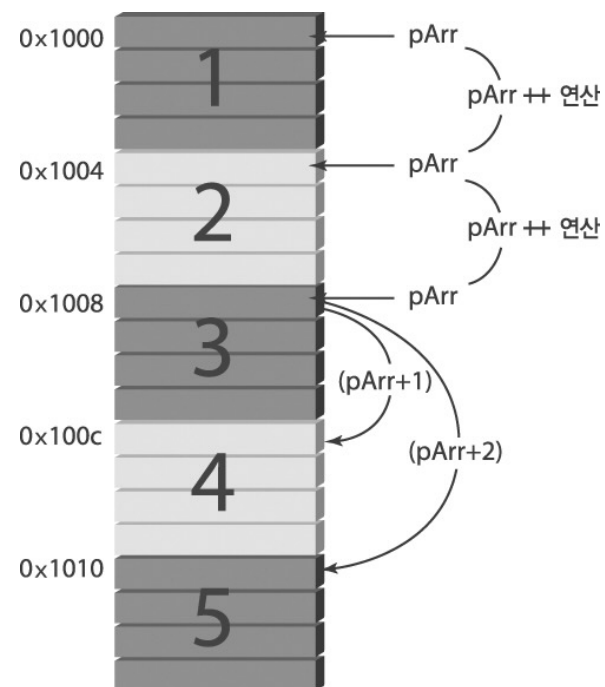 0x1000
pArr
1
pArr ++ 연산
0x1004
pArr
2
pArr ++ 연산
0x1008
pArr
3
(pArr+1)
0x100c
(pArr+2)
4
0x1010
5